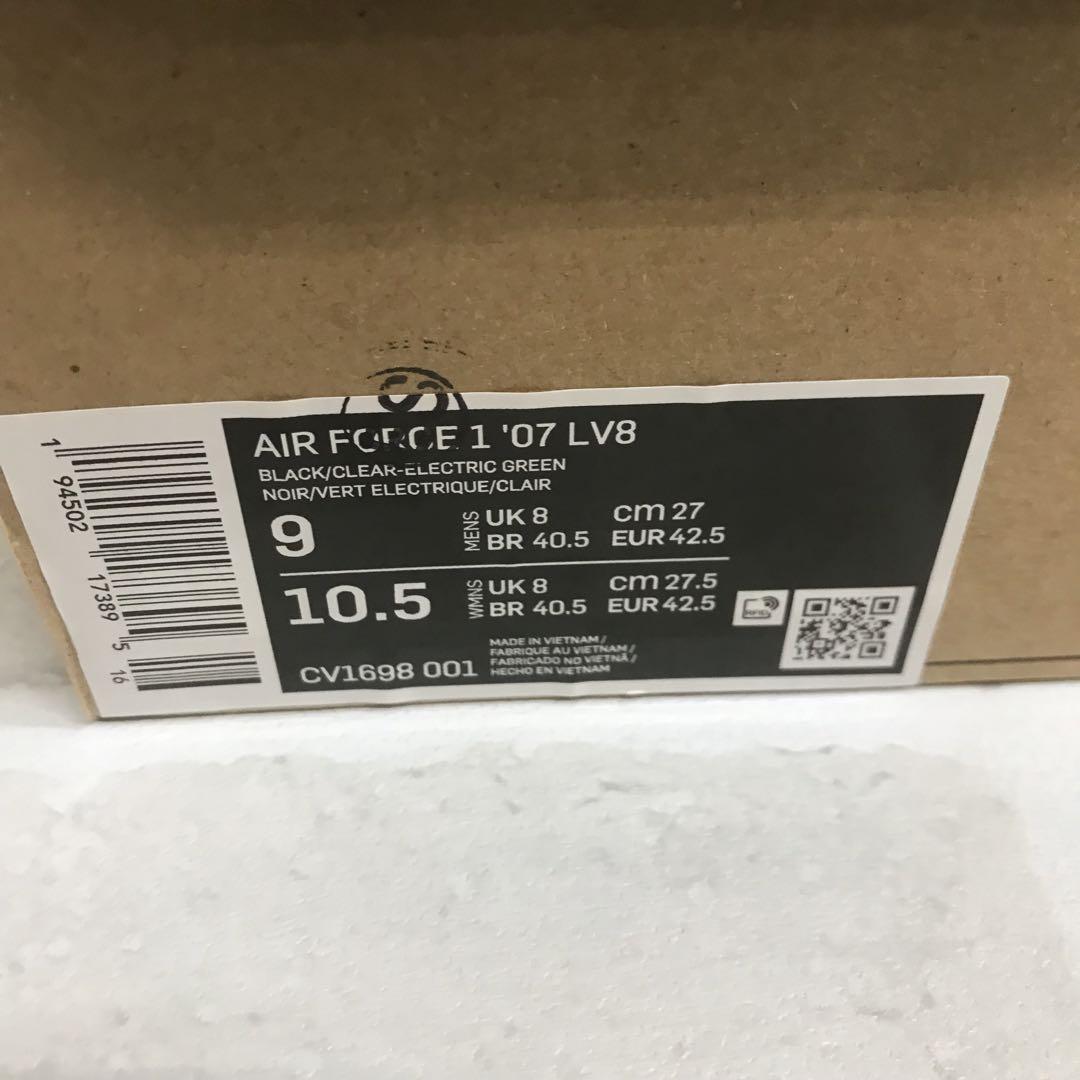 AIR FORCE 1 '07 LV8
BLACK/CLEAR-ELECTRIC GREEN
NOIR/VERT ELECTRIQUE/CLAIR
9 MENS UK 8 cm 27
BR 40.5 EUR 42.5
10.5 WMNS UK 8 cm 27.5
BR 40.5 EUR 42.5
RFID
CV1698 001
MADE IN VIETNAM /
FABRIQUE AU VIETNAM /
FABRICADO NO VIETNÃ /
HECHO EN VIETNAM
1 94502 17389 5 16